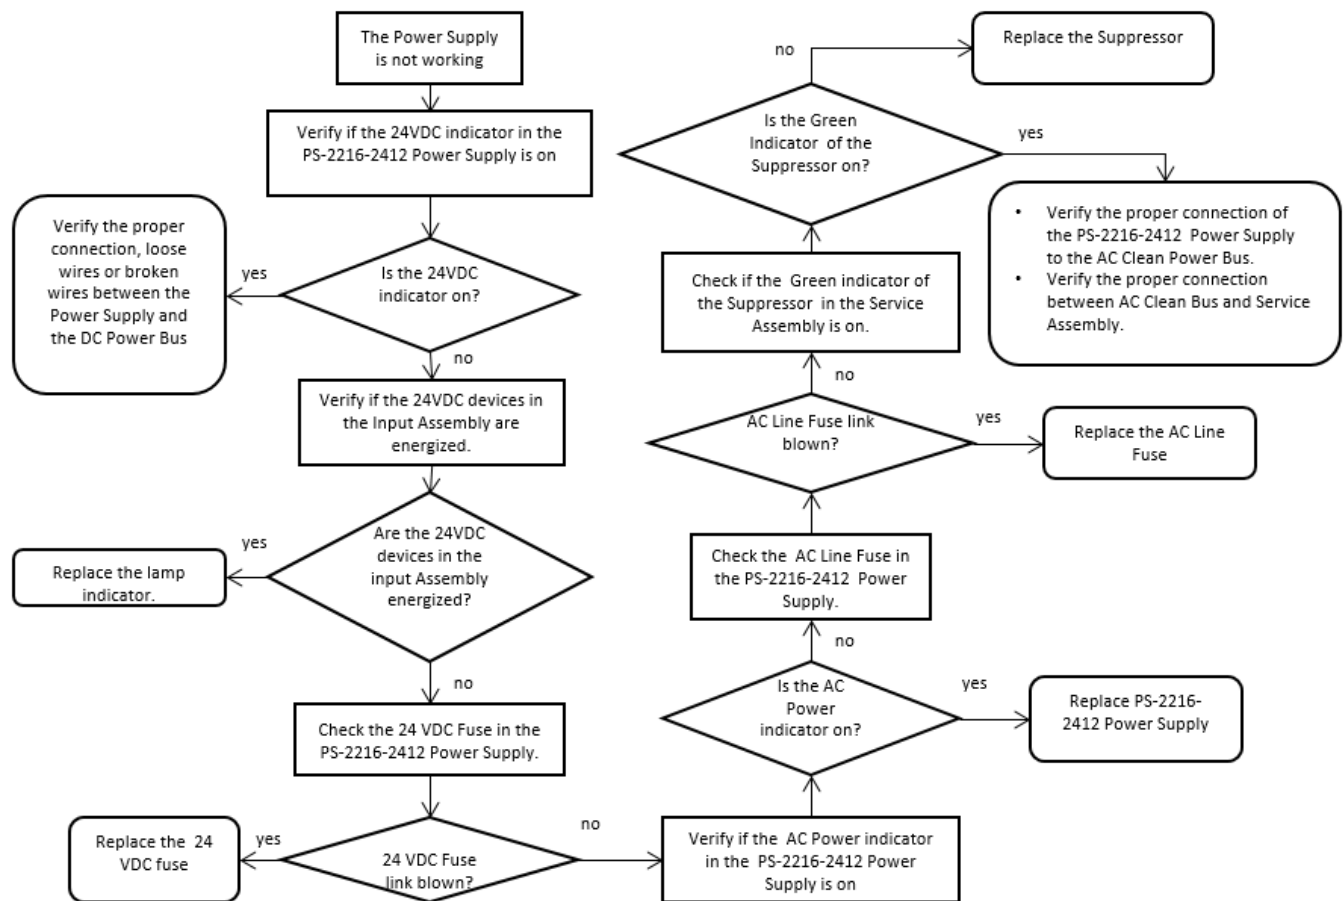 The Power Supply
is not working
Verify if the 24VDC indicator in the
PS-2216-2412 Power Supply is on
Is the 24VDC
indicator on?
yes
Verify the proper
connection, loose
wires or broken
wires between the
Power Supply and
the DC Power Bus
no
Verify if the 24VDC devices in
the Input Assembly are
energized.
Are the 24VDC
devices in the
input Assembly
energized?
yes
Replace the lamp
indicator.
no
Check the 24 VDC Fuse in the
PS-2216-2412 Power Supply.
24 VDC Fuse
link blown?
yes
Replace the 24
VDC fuse
no
Verify if the AC Power indicator
in the PS-2216-2412 Power
Supply is on
Is the AC
Power
indicator on?
yes
Replace PS-2216-
2412 Power Supply
no
Check the AC Line Fuse in
the PS-2216-2412 Power
Supply.
AC Line Fuse link
blown?
yes
Replace the AC Line
Fuse
no
Check if the Green indicator of
the Suppressor in the Service
Assembly is on.
Is the Green
Indicator of the
Suppressor on?
no
Replace the Suppressor
yes
• Verify the proper connection of
the PS-2216-2412 Power Supply
to the AC Clean Power Bus.
• Verify the proper connection
between AC Clean Bus and Service
Assembly.